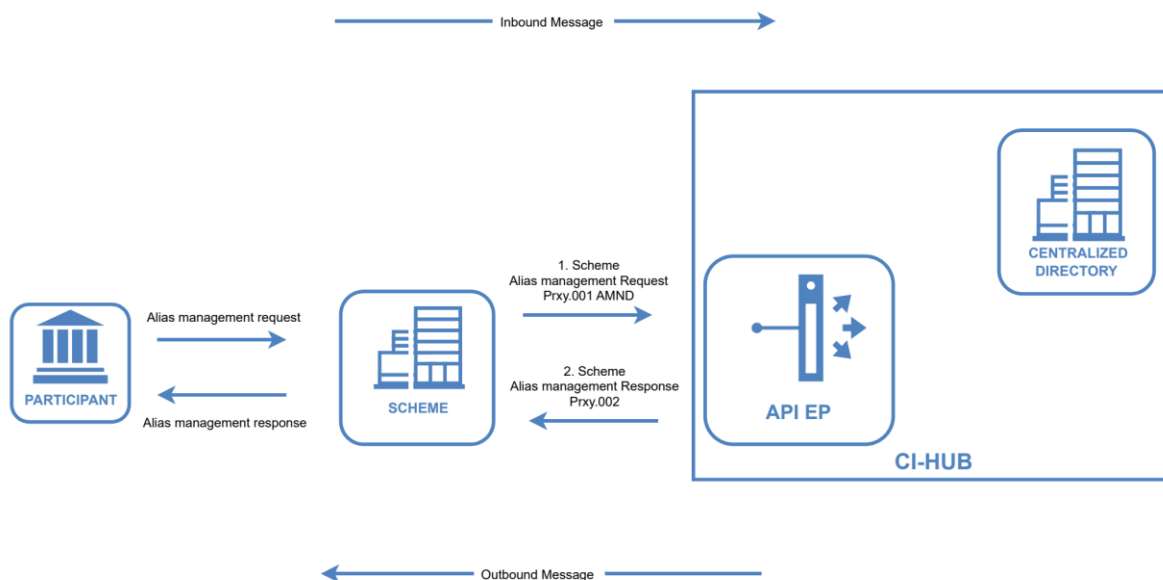 Inbound Message
CENTRALIZED
DIRECTORY
1. Scheme
Alias management Request
Prxy.001 AMND
Alias management request
2. Scheme
Alias management Response
Prxy.002
PARTICIPANT
SCHEME
API EP
Alias management response
CI-HUB
Outbound Message